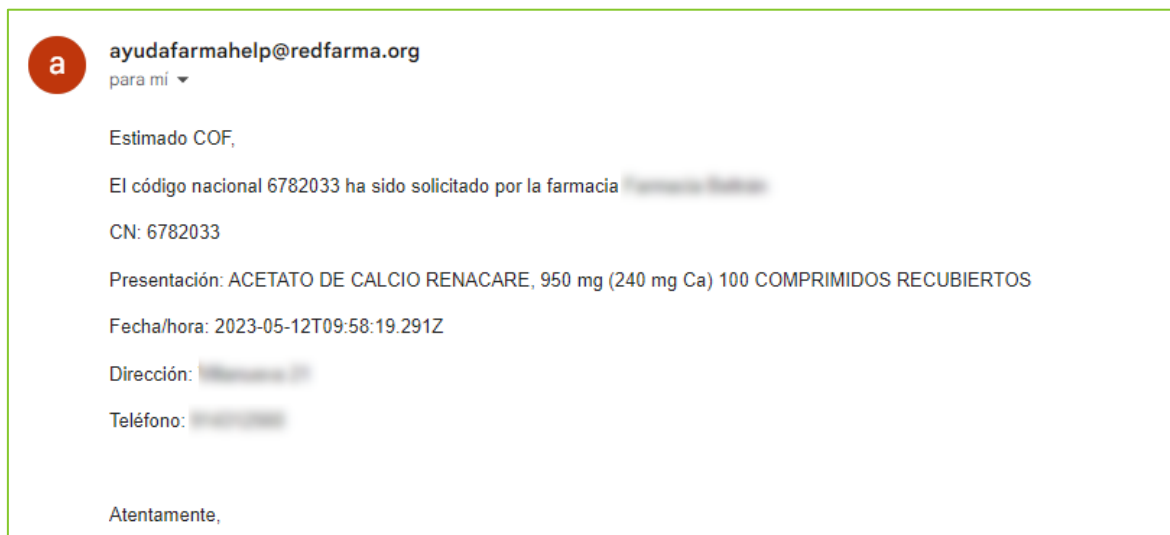 a
ayudafarmahelp@redfarma.org
para mí
Estimado COF,
El código nacional 6782033 ha sido solicitado por la farmacia
CN: 6782033
Presentación: ACETATO DE CALCIO RENACARE, 950 mg (240 mg Ca) 100 COMPRIMIDOS RECUBIERTOS
Fecha/hora: 2023-05-12T09:58:19.291Z
Dirección:
Teléfono:
Atentamente,